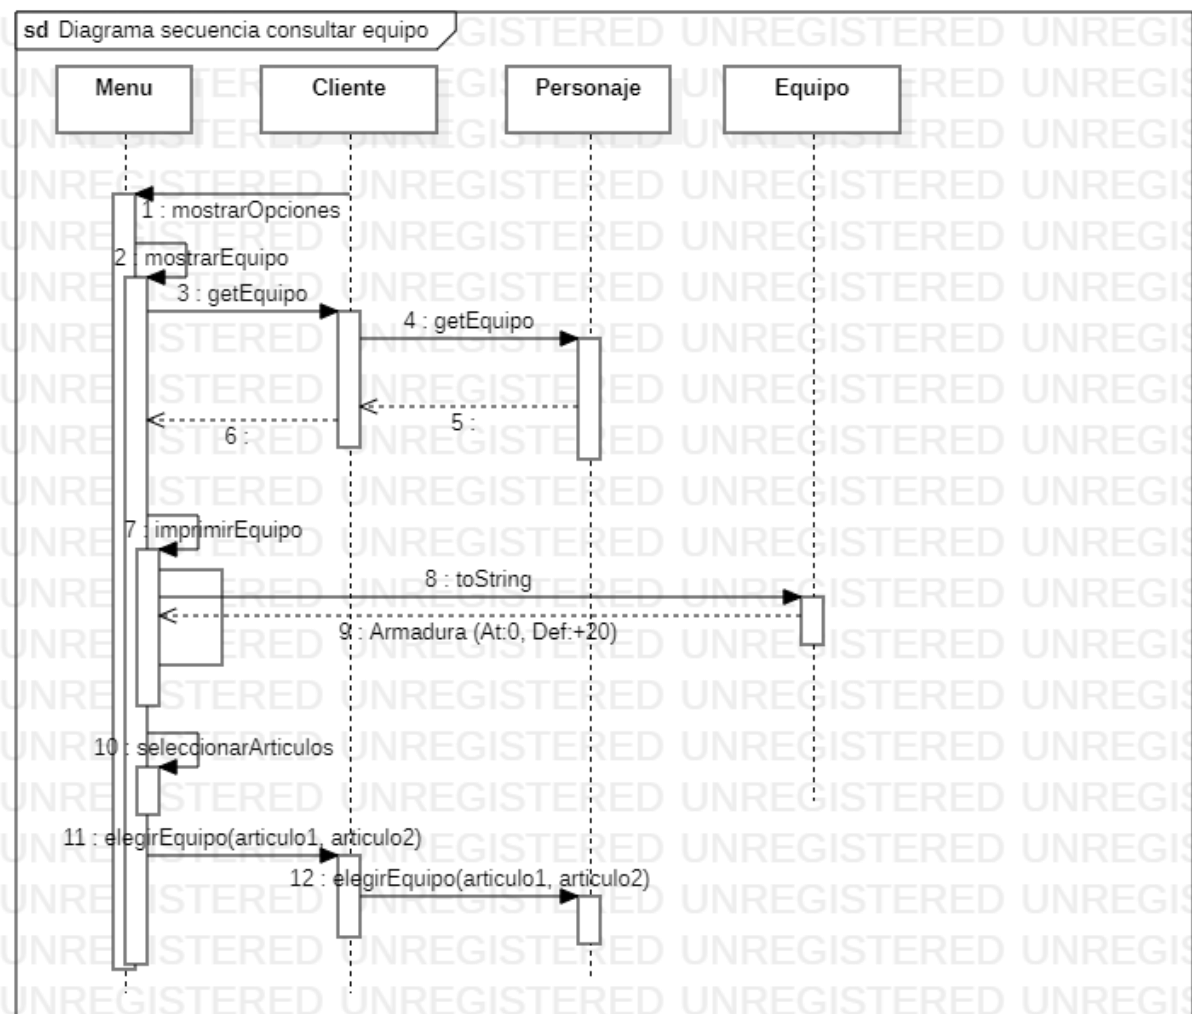 sd Diagrama secuencia consultar equipo
Menu
Cliente
Personaje
Equipo
1 : mostrarOpciones
2 : mostrarEquipo
3 : getEquipo
4 : getEquipo
5 :
6 :
7 : imprimirEquipo
8 : toString
9 : Armadura (At:0, Def:+20)
10 : seleccionarArticulos
11 : elegirEquipo(articulo1, articulo2)
12 : elegirEquipo(articulo1, articulo2)
UNREGISTERED